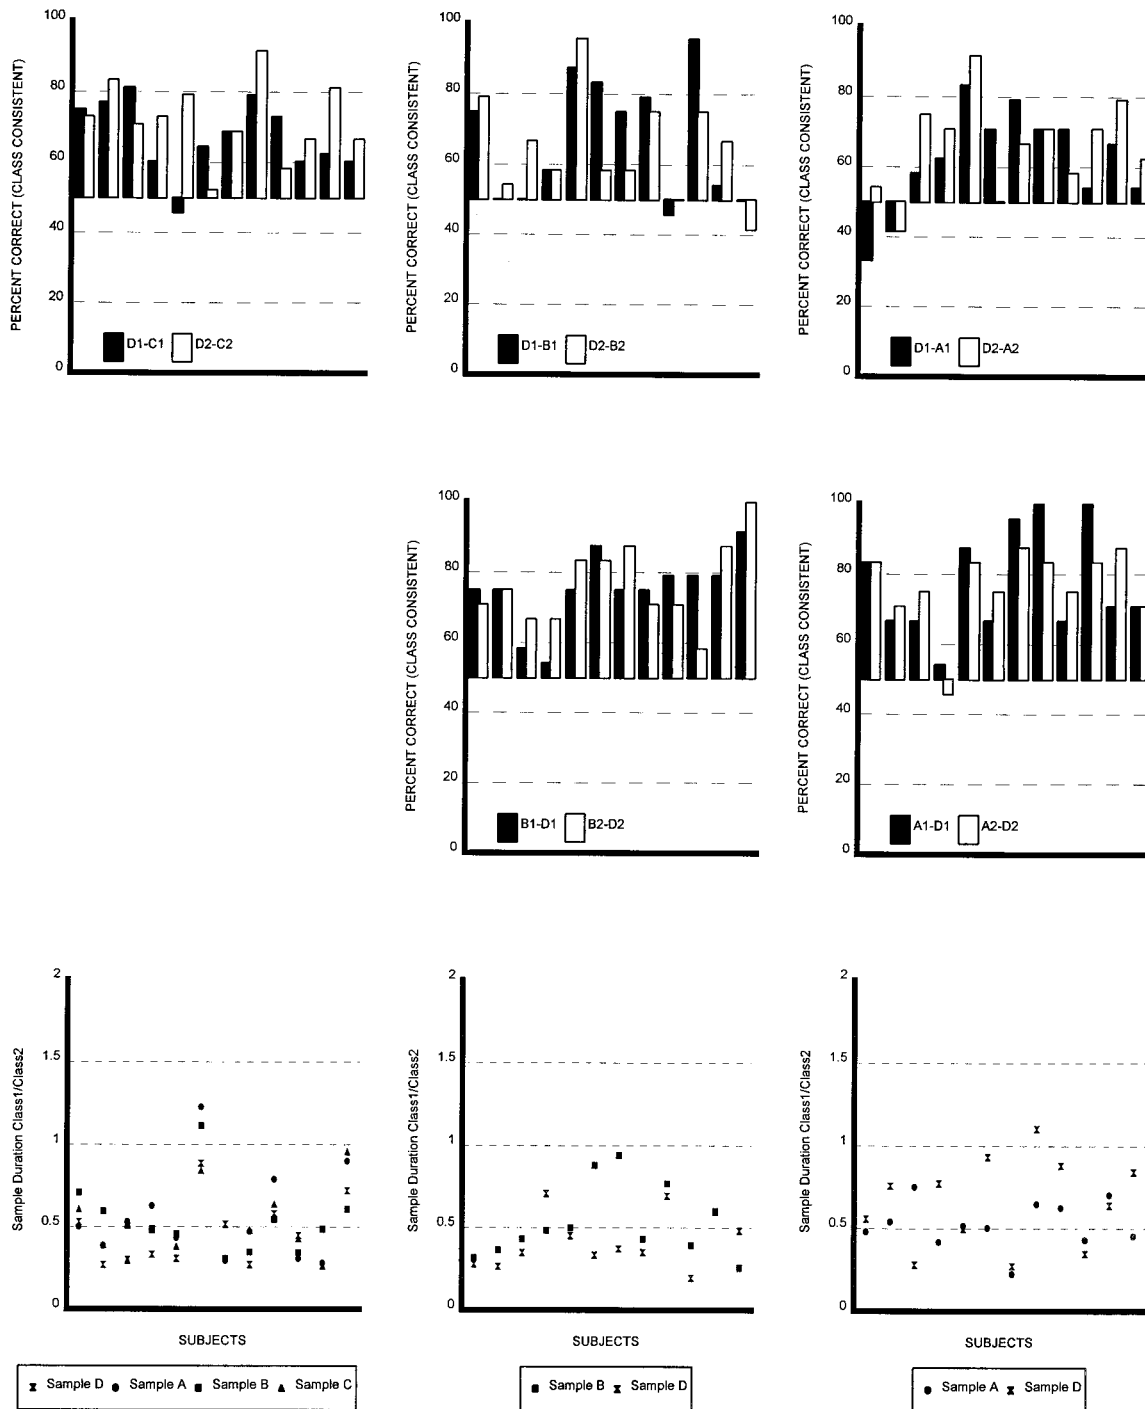 PERCENT CORRECT (CLASS CONSISTENT)
100
80
60
40
20
0
D1-C1 D2-C2
PERCENT CORRECT (CLASS CONSISTENT)
100
80
60
40
20
0
D1-B1 D2-B2
PERCENT CORRECT (CLASS CONSISTENT)
100
80
60
40
20
0
D1-A1 D2-A2
PERCENT CORRECT (CLASS CONSISTENT)
100
80
60
40
20
0
B1-D1 B2-D2
PERCENT CORRECT (CLASS CONSISTENT)
100
80
60
40
20
0
A1-D1 A2-D2
Sample Duration Class1/Class2
2
1.5
1
0.5
0
SUBJECTS
Sample D Sample A Sample B Sample C
Sample Duration Class1/Class2
2
1.5
1
0.5
0
SUBJECTS
Sample B Sample D
Sample Duration Class1/Class2
2
1.5
1
0.5
0
SUBJECTS
Sample A Sample D